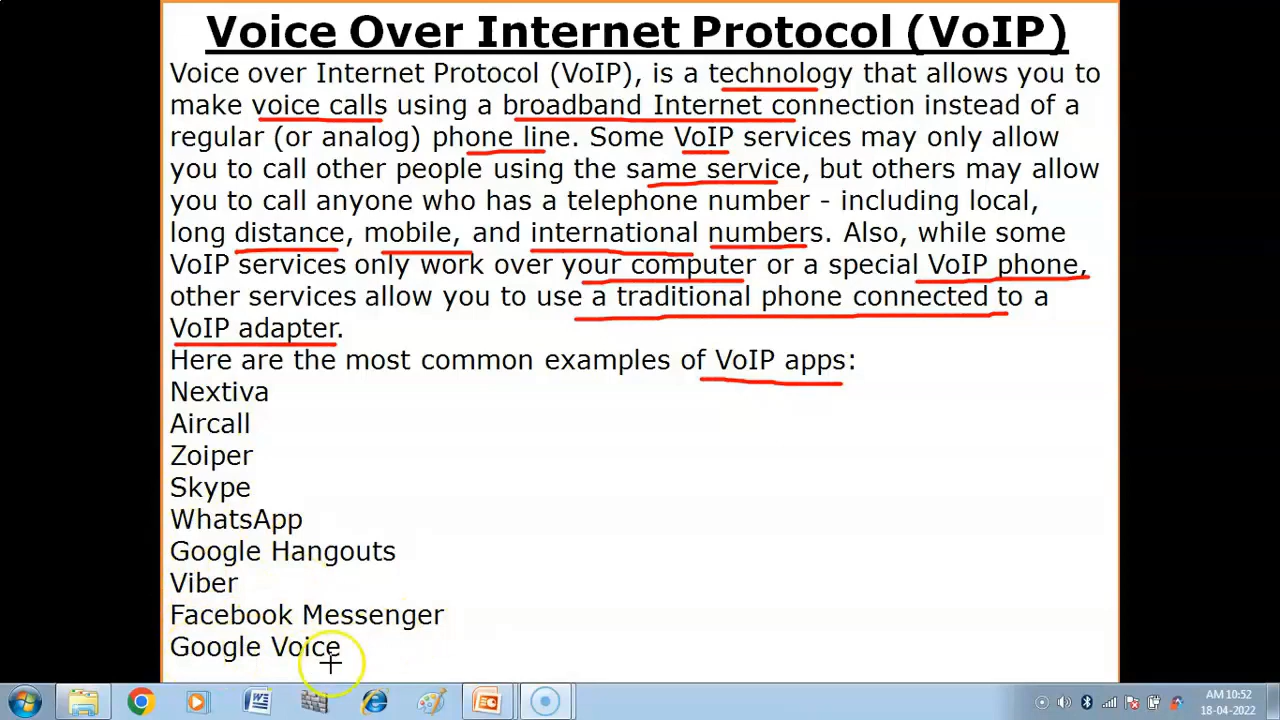 Voice Over Internet Protocol (VoIP)
Voice over Internet Protocol (VoIP), is a technology that allows you to
make voice calls using a broadband Internet connection instead of a
regular (or analog) phone line. Some VoIP services may only allow
you to call other people using the same service, but others may allow
you to call anyone who has a telephone number - including local,
long distance, mobile, and international numbers. Also, while some
VoIP services only work over your computer or a special VoIP phone,
other services allow you to use a traditional phone connected to a
VoIP adapter.
Here are the most common examples of VoIP apps:
Nextiva
Aircall
Zoiper
Skype
WhatsApp
Google Hangouts
Viber
Facebook Messenger
Google Voice
AM 10:52
18-04-2022